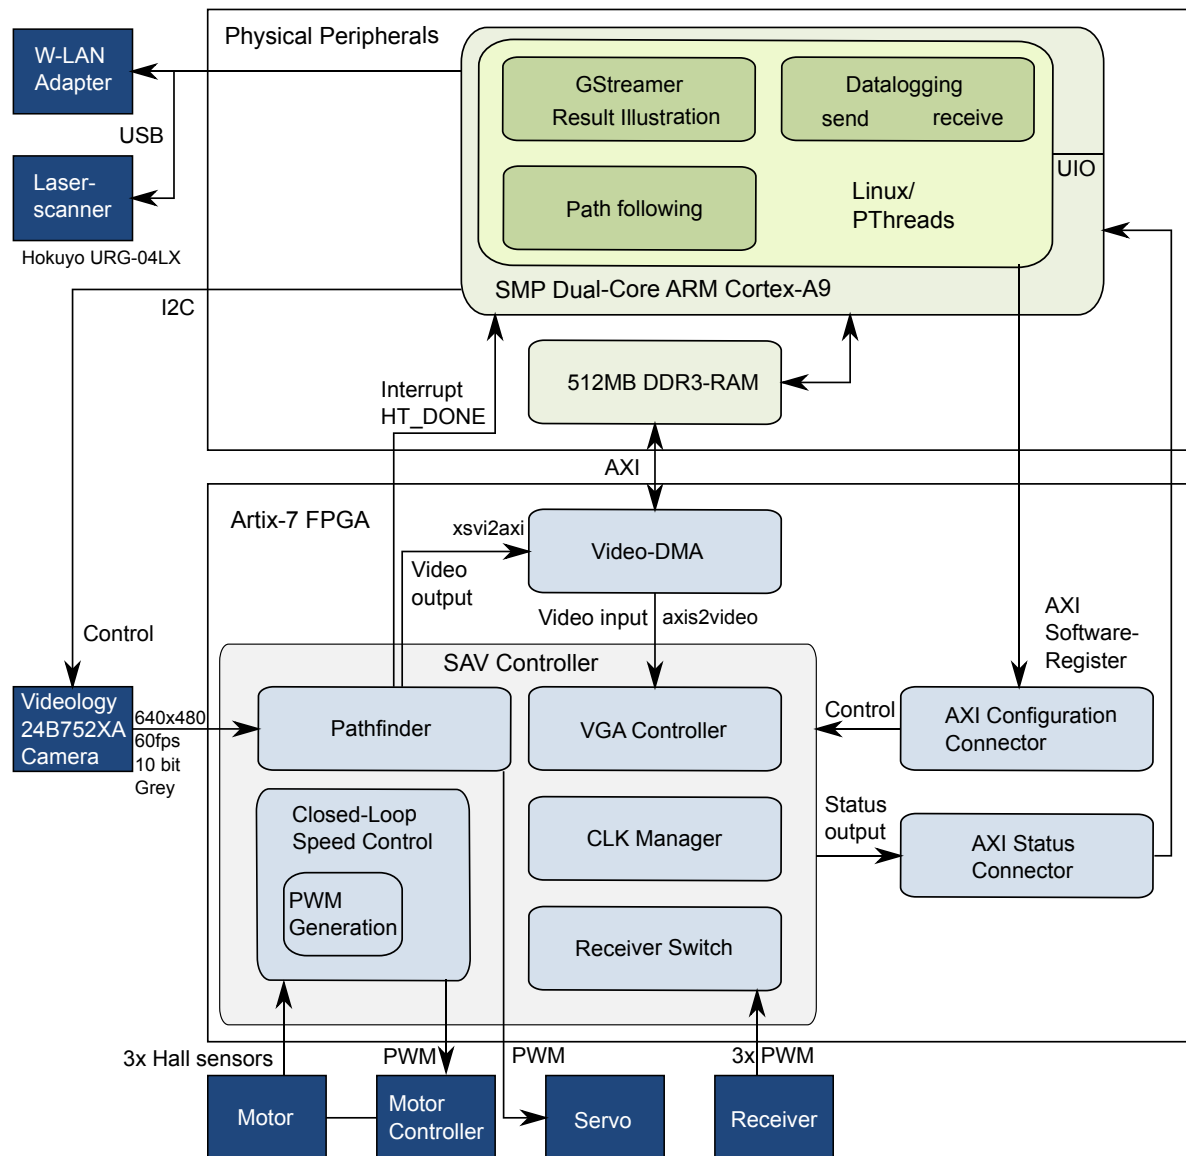 W-LAN
Adapter
Physical Peripherals
GStreamer
Result Illustration
Datalogging
send receive
USB
UIO
Laser-
scanner
Path following
Linux/
PThreads
Hokuyo URG-04LX
SMP Dual-Core ARM Cortex-A9
I2C
512MB DDR3-RAM
Interrupt
HT_DONE
AXI
Artix-7 FPGA
xsvi2axi
Video-DMA
Video
output
Video input
axis2video
AXI
Software-
Register
Control
SAV Controller
Videology
24B752XA
Camera
640x480
60fps
10 bit
Grey
Pathfinder
VGA Controller
Control
AXI Configuration
Connector
Closed-Loop
Speed Control
CLK Manager
Status
output
AXI Status
Connector
PWM
Generation
Receiver Switch
3x Hall sensors
PWM
PWM
3x PWM
Motor
Motor
Controller
Servo
Receiver